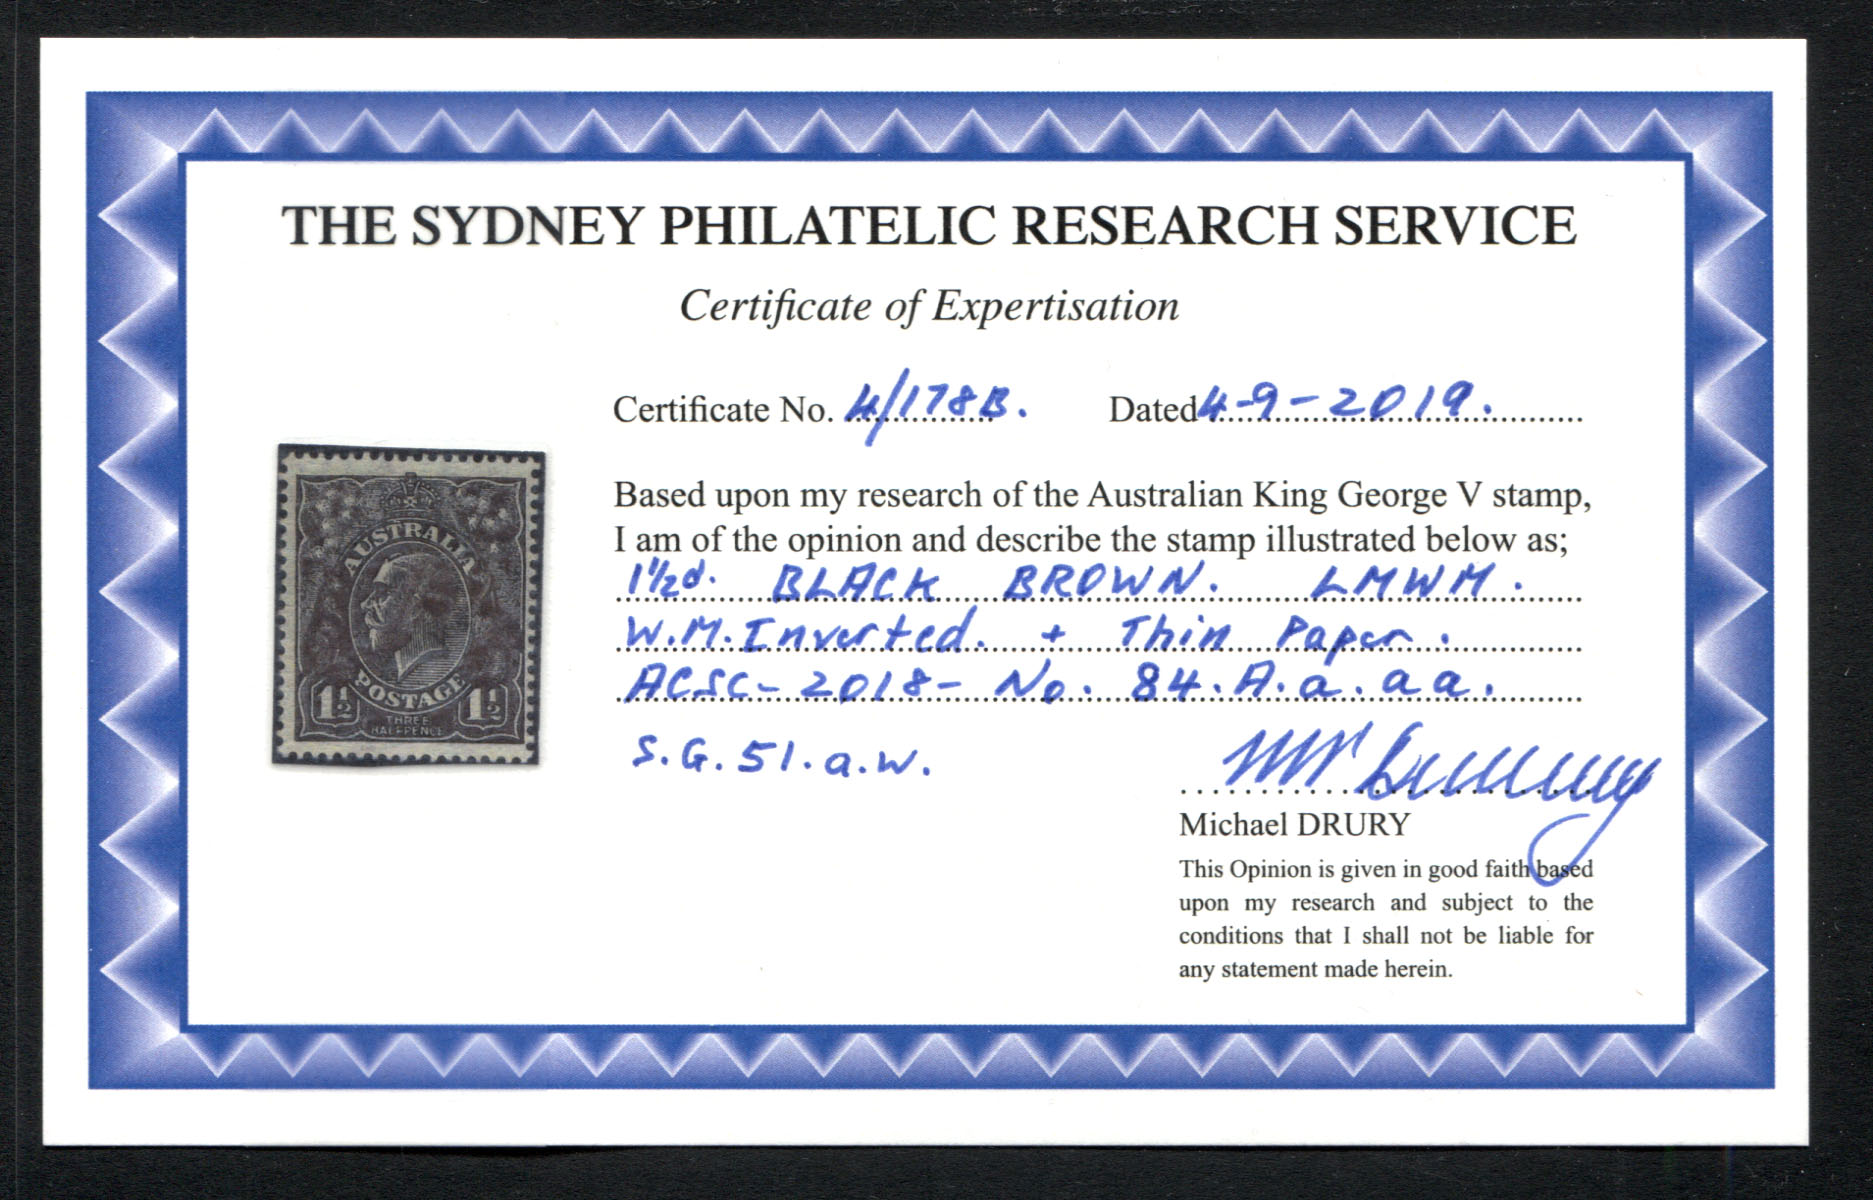 THE SYDNEY PHILATELIC RESEARCH SERVICE
Certificate of Expertisation
Certificate No. 4/178B. Dated 4-9-2019.
Based upon my research of the Australian King George V stamp,
I am of the opinion and describe the stamp illustrated below as;
1½d. BLACK BROWN. LMWM.
W.M. Inverted. + Thin Paper.
ACSC- 2018- No. 84.A.a.aa.
S.G. 51.a.w.
AUSTRALIA
POSTAGE
1½ 1½
THREE
HALFPENCE
Michael DRURY
This Opinion is given in good faith based
upon my research and subject to the
conditions that I shall not be liable for
any statement made herein.